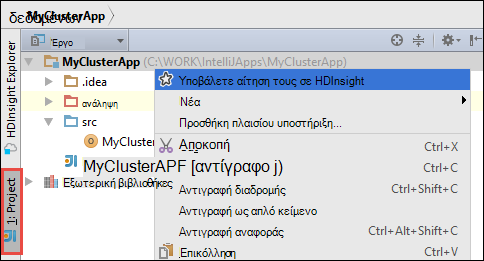 δεδομένων MyClusterApp
Έργο
HDInsight Explorer
1: Project
MyClusterApp (C:\WORK\IntelliJApps\MyClusterApp)
.idea
ανάληψη
src
MyCluster
MyClusterAPF [αντίγραφο j)
Εξωτερική βιβλιοθήκες
Υποβάλετε αίτηση τους σε HDInsight
Νέα
Προσθήκη πλαισίου υποστήριξη...
Αποκοπή Ctrl+X
Ctrl+C
Αντιγραφή διαδρομής Ctrl+Shift+C
Αντιγραφή ως απλό κείμενο
Αντιγραφή αναφοράς Ctrl+Alt+Shift+C
Επικόλληση Ctrl+V